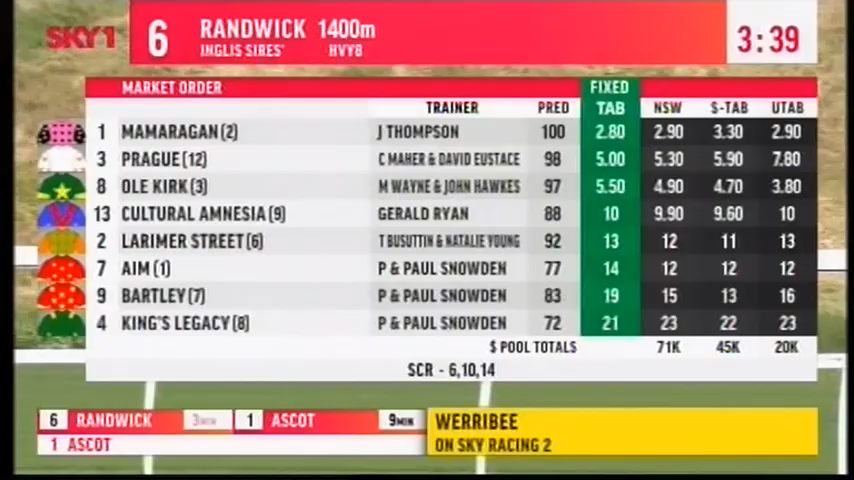 SKY1 6 RANDWICK 1400m 3:39
INGLIS SIRES' HVY8
MARKET ORDER FIXED
TRAINER PRED TAB NSW S-TAB UTAB
1 MAMARAGAN (2) J THOMPSON 100 2.80 2.90 3.30 2.90
3 PRAGUE (12) C MAHER & DAVID EUSTACE 98 5.00 5.30 5.90 7.80
8 OLE KIRK (3) M WAYNE & JOHN HAWKES 97 5.50 4.90 4.70 3.80
13 CULTURAL AMNESIA (9) GERALD RYAN 88 10 9.90 9.60 10
2 LARIMER STREET (6) T BUSUTTIN & NATALIE YOUNG 92 13 12 11 13
7 AIM (1) P & PAUL SNOWDEN 77 14 12 12 12
9 BARTLEY (7) P & PAUL SNOWDEN 83 19 15 13 16
4 KING'S LEGACY (8) P & PAUL SNOWDEN 72 21 23 22 23
$ POOL TOTALS 71K 45K 20K
SCR - 6,10,14
6 RANDWICK 3MIN 1 ASCOT 9MIN WERRIBEE
1 ASCOT ON SKY RACING 2